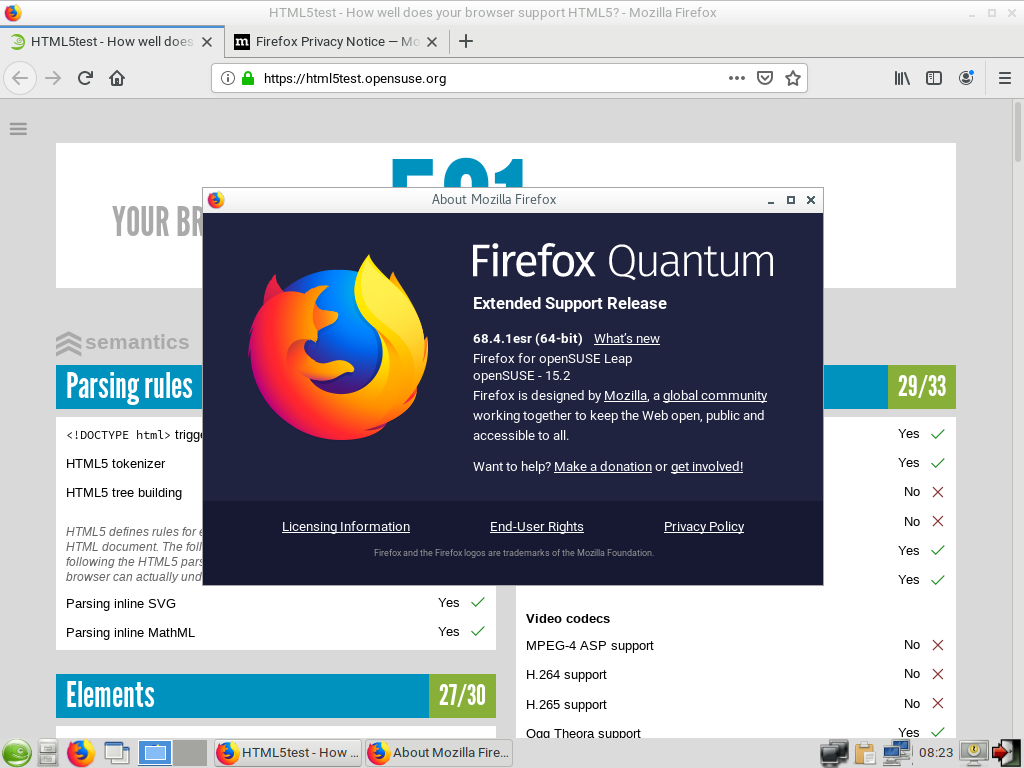 HTML5test - How well does your browser support HTML5? - Mozilla Firefox
HTML5test - How well does
Firefox Privacy Notice — Mo
https://html5test.opensuse.org
YOUR BR
semantics
Parsing rules
29/33
<!DOCTYPE html> trigge
Yes
HTML5 tokenizer
Yes
HTML5 tree building
No
No
HTML5 defines rules for e
HTML document. The foll
Yes
following the HTML5 pars
browser can actually und
Yes
Parsing inline SVG
Yes
Parsing inline MathML
Yes
Elements
27/30
Video codecs
MPEG-4 ASP support
No
H.264 support
No
H.265 support
No
Ogg Theora support
Yes
About Mozilla Firefox
Firefox Quantum
Extended Support Release
68.4.1esr (64-bit) What's new
Firefox for openSUSE Leap
openSUSE - 15.2
Firefox is designed by Mozilla, a global community
working together to keep the Web open, public and
accessible to all.
Want to help? Make a donation or get involved!
Licensing Information
End-User Rights
Privacy Policy
Firefox and the Firefox logos are trademarks of the Mozilla Foundation.
HTML5test - How ...
About Mozilla Fire...
08:23